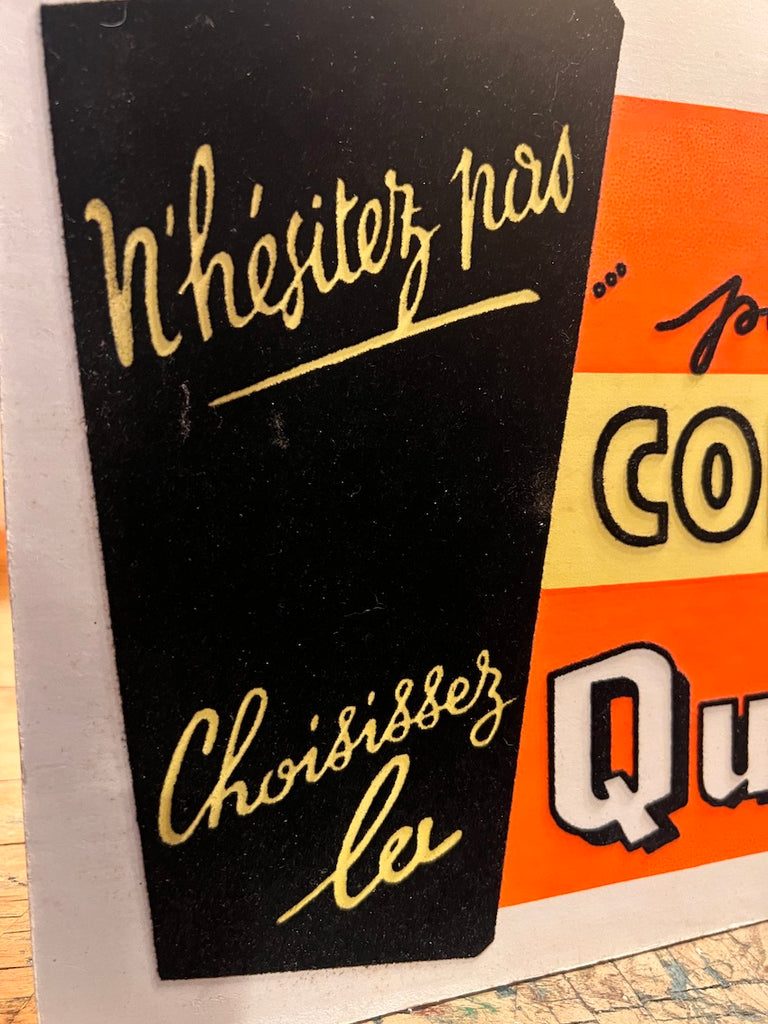 n'hésitez pas
Choisissez
la
... p
CO
Qu